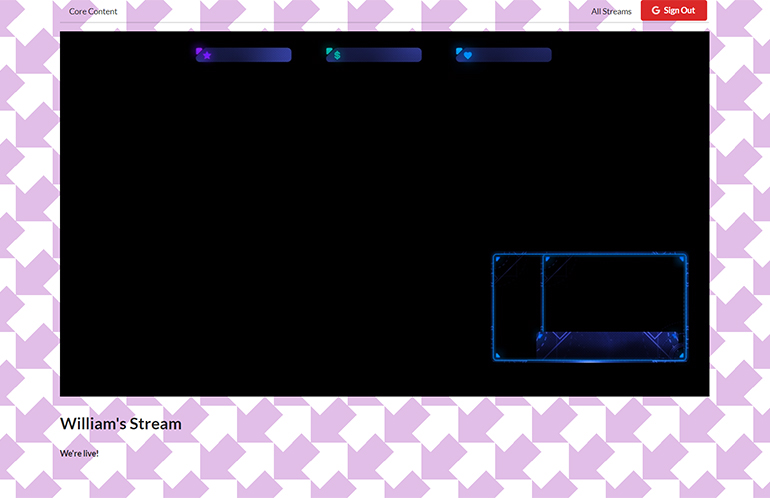 Core Content
All Streams
Sign Out
William's Stream
We're live!